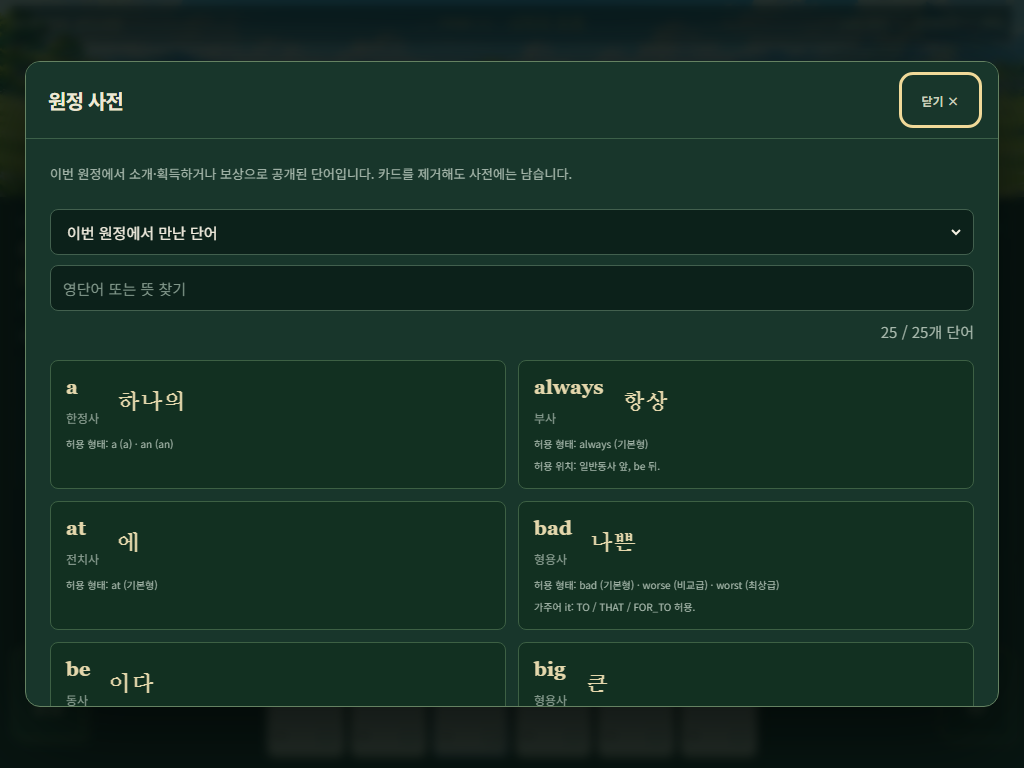 원정 사전
닫기 ×
이번 원정에서 소개·획득하거나 보상으로 공개된 단어입니다. 카드를 제거해도 사전에는 남습니다.
이번 원정에서 만난 단어
영단어 또는 뜻 찾기
25 / 25개 단어
a 하나의
한정사
허용 형태: a (a) · an (an)
always 항상
부사
허용 형태: always (기본형)
허용 위치: 일반동사 앞, be 뒤.
at 에
전치사
허용 형태: at (기본형)
bad 나쁜
형용사
허용 형태: bad (기본형) · worse (비교급) · worst (최상급)
가주어 it: TO / THAT / FOR_TO 허용.
be 이다
동사
big 큰
형용사